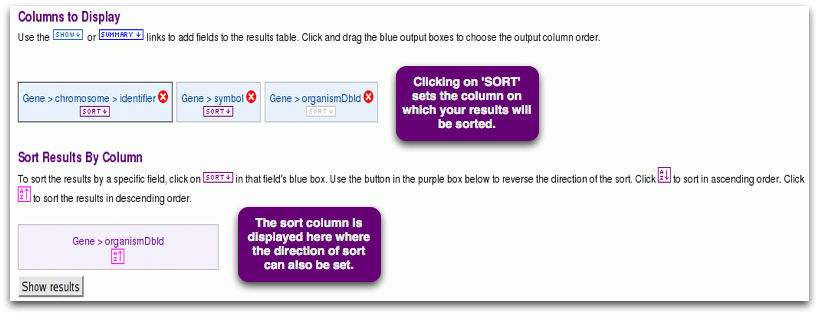 Columns to Display
Use the SHOW↓ or SUMMARY ↓ links to add fields to the results table. Click and drag the blue output boxes to choose the output column order.
Gene > chromosome > identifier
SORT↓
Gene > symbol
SORT↓
Gene > organismDbId
SORT↓
Clicking on 'SORT'
sets the column on
which your results will
be sorted.
Sort Results By Column
To sort the results by a specific field, click on SORT↓ in that field's blue box. Use the button in the purple box below to reverse the direction of the sort. Click AZ↓ to sort in ascending order. Click
AZ↑ to sort the results in descending order.
Gene > organismDbId
AZ↑
The sort column is
displayed here where
the direction of sort
can also be set.
Show results